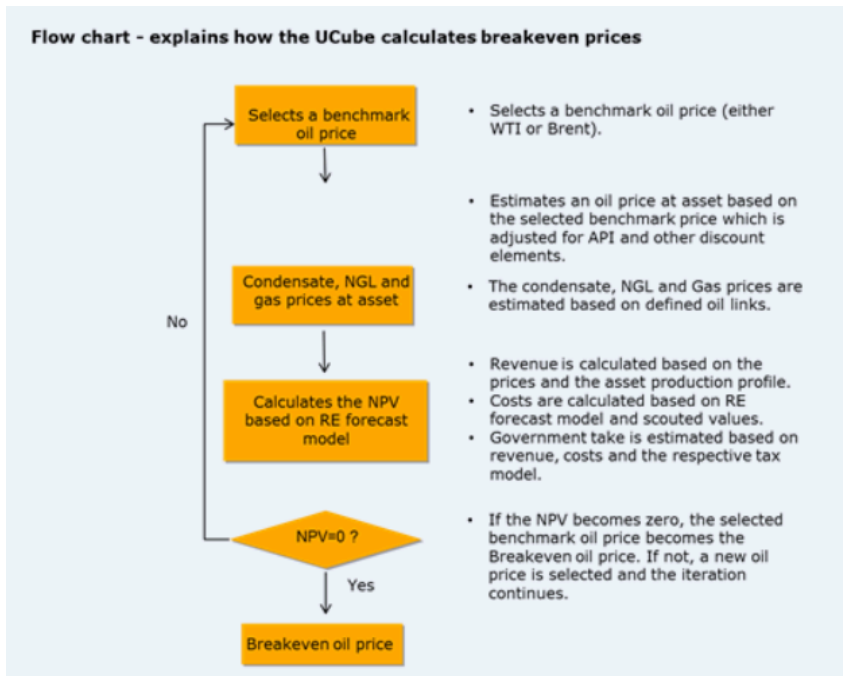 Flow chart - explains how the UCube calculates breakeven prices
Selects a benchmark
oil price
• Selects a benchmark oil price (either
WTI or Brent).
• Estimates an oil price at asset based on
the selected benchmark price which is
adjusted for API and other discount
elements.
Condensate, NGL and
gas prices at asset
• The condensate, NGL and Gas prices are
estimated based on defined oil links.
No
Calculates the NPV
based on RE forecast
model
• Revenue is calculated based on the
prices and the asset production profile.
• Costs are calculated based on RE
forecast model and scouted values.
• Government take is estimated based on
revenue, costs and the respective tax
model.
NPV=0 ?
• If the NPV becomes zero, the selected
benchmark oil price becomes the
Breakeven oil price. If not, a new oil
price is selected and the iteration
continues.
Yes
Breakeven oil price